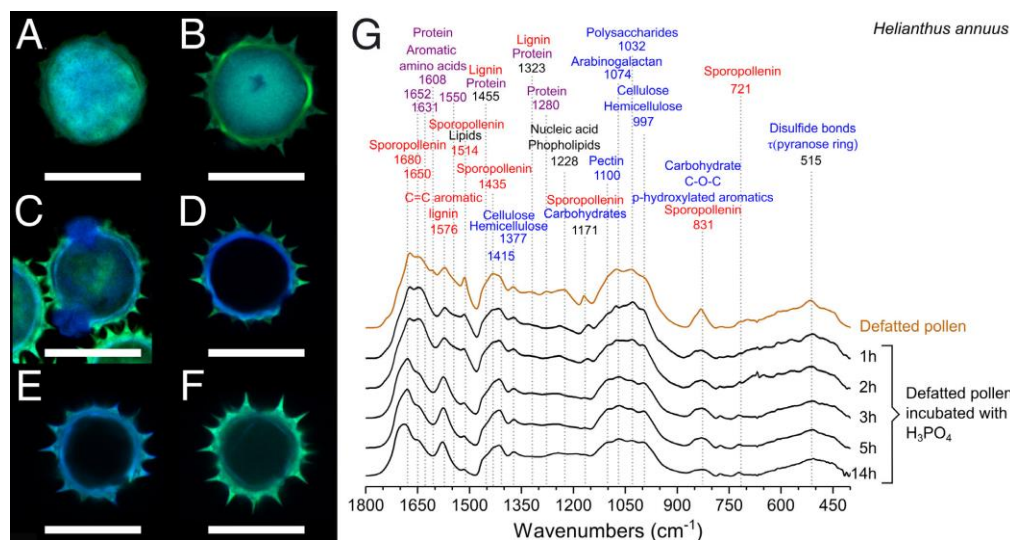 A
B
C
D
E
F
G
Helianthus annuus
Protein
Aromatic
amino acids
1608
1652
1631
1550
Lignin
Protein
1455
Lignin
Protein
1323
Protein
1280
Polysaccharides
1032
Arabinogalactan
1074
Cellulose
Hemicellulose
997
Sporopollenin
721
Sporopollenin
Lipids
1514
Sporopollenin
1680
1650
Sporopollenin
1435
Nucleic acid
Phopholipids
1228
Pectin
1100
Disulfide bonds
τ(pyranose ring)
515
C=C aromatic
lignin
1576
Cellulose
Hemicellulose
1377
1415
Sporopollenin
Carbohydrates
1171
Carbohydrate
C-O-C
p-hydroxylated aromatics
Sporopollenin
831
Defatted pollen
1h
2h
3h
5h
14h
Defatted pollen
incubated with
H₃PO₄
1800 1650 1500 1350 1200 1050 900 750 600 450
Wavenumbers (cm⁻¹)